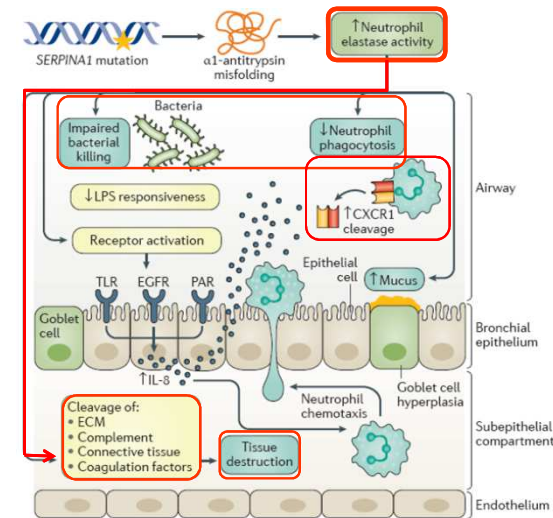 SERPINA1 mutation
α1-antitrypsin
misfolding
↑Neutrophil
elastase activity
Bacteria
Impaired
bacterial
killing
↓Neutrophil
phagocytosis
↓LPS responsiveness
↑CXCR1
cleavage
Airway
Receptor activation
TLR EGFR PAR
Epithelial
cell
↑Mucus
Goblet
cell
Bronchial
epithelium
↑IL-8
Goblet cell
hyperplasia
Neutrophil
chemotaxis
Cleavage of:
• ECM
• Complement
• Connective tissue
• Coagulation factors
Tissue
destruction
Subepithelial
compartment
Endothelium